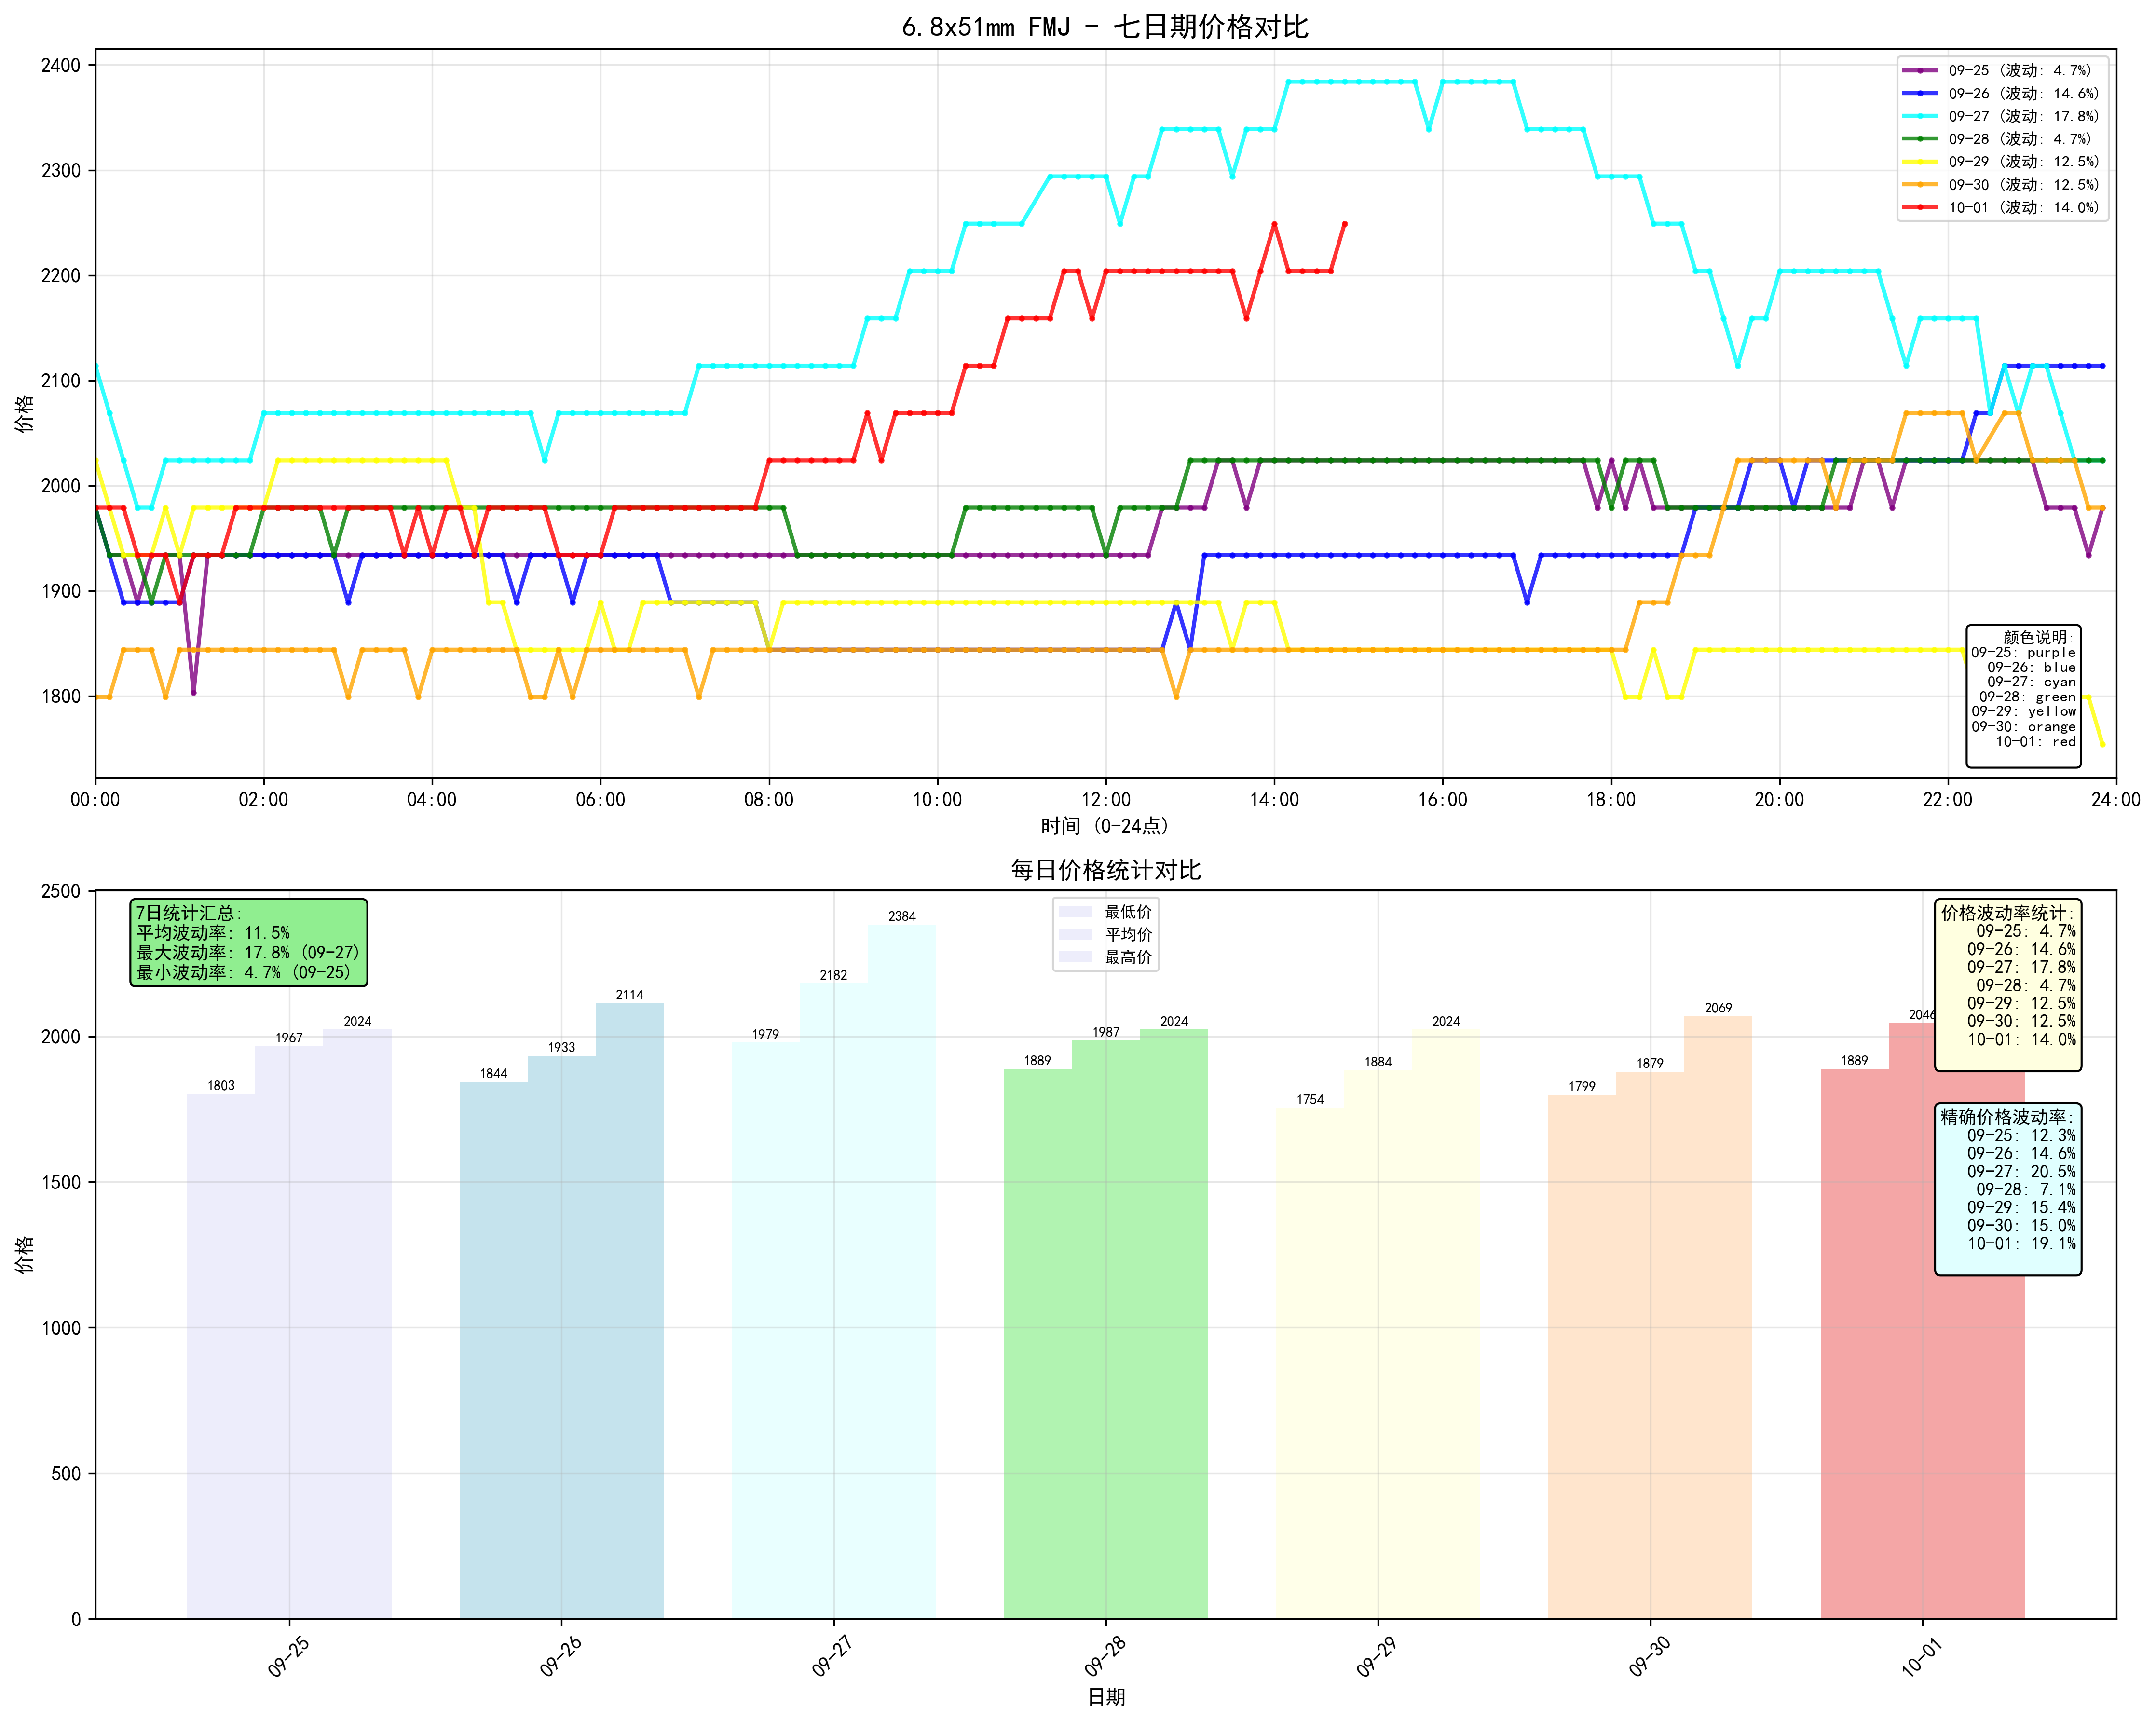 6.8x51mm FMJ - 七日期价格对比
2400
2300
2200
2100
2000
1900
1800
价格
09-25 (波动: 4.7%)
09-26 (波动: 14.6%)
09-27 (波动: 17.8%)
09-28 (波动: 4.7%)
09-29 (波动: 12.5%)
09-30 (波动: 12.5%)
10-01 (波动: 14.0%)
颜色说明:
09-25: purple
09-26: blue
09-27: cyan
09-28: green
09-29: yellow
09-30: orange
10-01: red
00:00 02:00 04:00 06:00 08:00 10:00 12:00 14:00 16:00 18:00 20:00 22:00 24:00
时间 (0-24点)
每日价格统计对比
2500
2000
1500
1000
500
0
价格
7日统计汇总:
平均波动率: 11.5%
最大波动率: 17.8% (09-27)
最小波动率: 4.7% (09-25)
最低价
平均价
最高价
价格波动率统计:
09-25: 4.7%
09-26: 14.6%
09-27: 17.8%
09-28: 4.7%
09-29: 12.5%
09-30: 12.5%
10-01: 14.0%
精确价格波动率:
09-25: 12.3%
09-26: 14.6%
09-27: 20.5%
09-28: 7.1%
09-29: 15.4%
09-30: 15.0%
10-01: 19.1%
1803 1967 2024
1844 1933 2114
1979 2182 2384
1889 1987 2024
1754 1884 2024
1799 1879 2069
1889 2046
09-25 09-26 09-27 09-28 09-29 09-30 10-01
日期